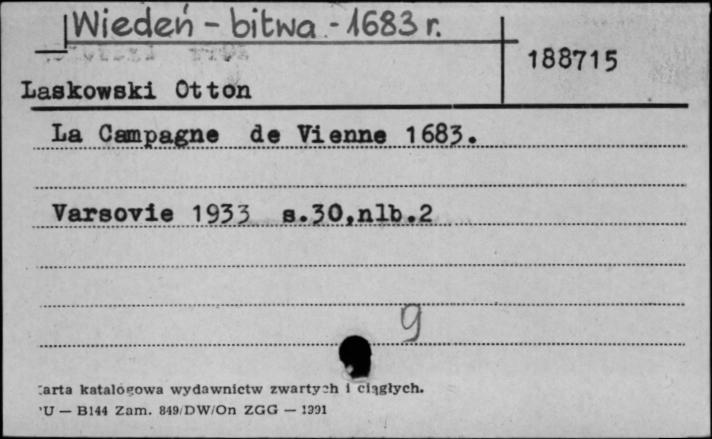 Wiedeń - bitwa - 1683 r.
188715
Laskowski Otton
La Campagne de Vienne 1683.
Varsovie 1933 s.30,nlb.2
9
arta katalogowa wydawnictw zwartych i ciągłych.
U — B144 Zam. 849/DW/On ZGG — 1991